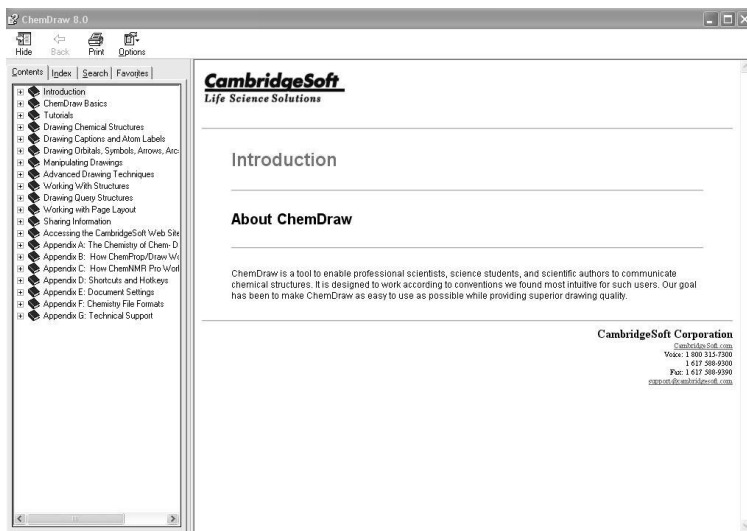 ChemDraw 8.0
Hide Back Print Options
Contents Index Search Favorites
Introduction
ChemDraw Basics
Tutorials
Drawing Chemical Structures
Drawing Captions and Atom Labels
Drawing Orbitals, Symbols, Arrows, Arc
Manipulating Drawings
Advanced Drawing Techniques
Working With Structures
Drawing Query Structures
Working with Page Layout
Sharing Information
Accessing the CambridgeSoft Web Site
Appendix A: The Chemistry of Chem- D
Appendix B: How ChemProp/Draw Wo
Appendix C: How ChemNMR Pro Worl
Appendix D: Shortcuts and Hotkeys
Appendix E: Document Settings
Appendix F: Chemistry File Formats
Appendix G: Technical Support
CambridgeSoft
Life Science Solutions
Introduction
About ChemDraw
ChemDraw is a tool to enable professional scientists, science students, and scientific authors to communicate
chemical structures. It is designed to work according to conventions we found most intuitive for such users. Our goal
has been to make ChemDraw as easy to use as possible while providing superior drawing quality.
CambridgeSoft Corporation
CambridgeSoft.com
Voice: 1 800 315-7300
1 617 588-9300
Fax: 1 617 588-9390
support@cambridgesoft.com